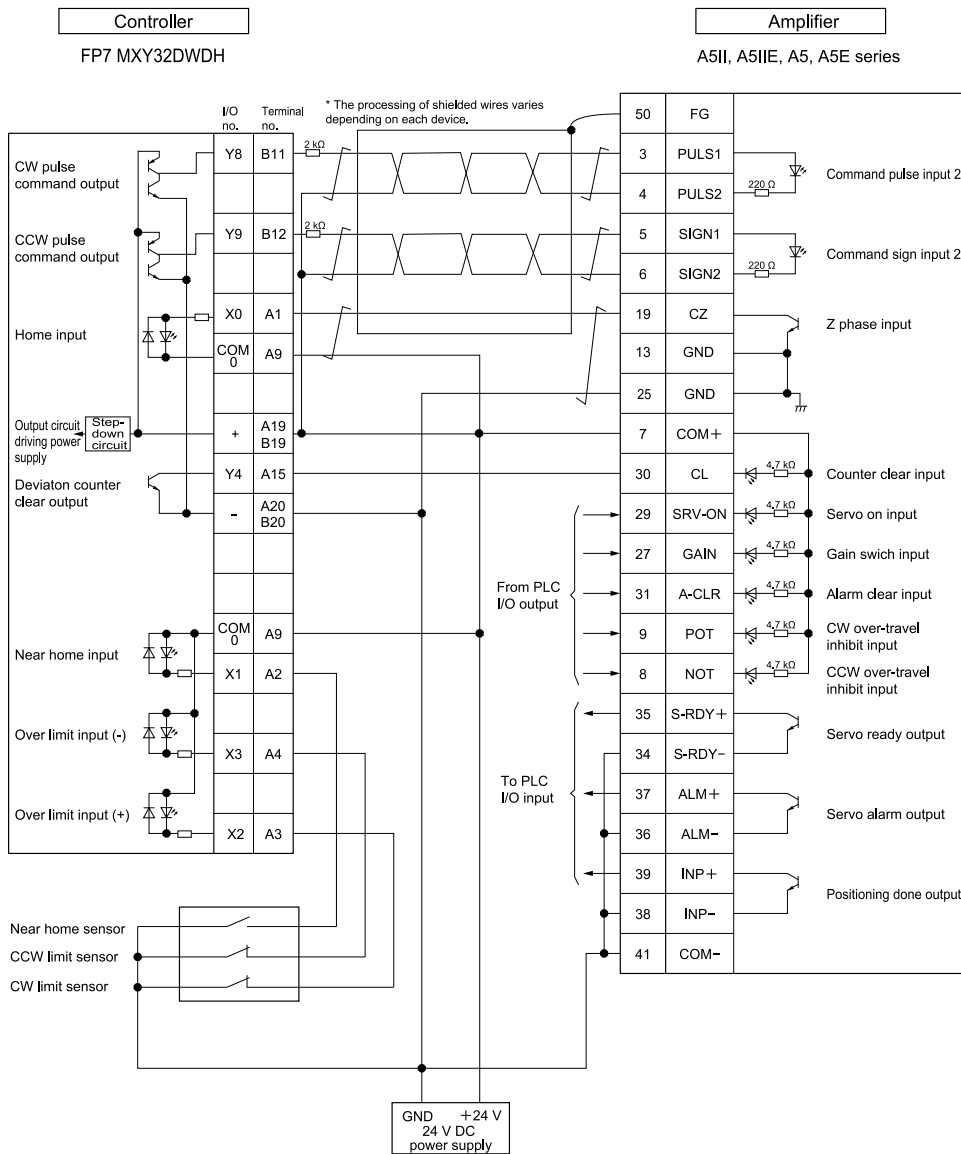 Controller
FP7 MXY32DWDH
Amplifier
A5II, A5IIE, A5, A5E series
I/O
no.
Terminal
no.
* The processing of shielded wires varies
depending on each device.
CW pulse
command output
Y8 B11
2 kΩ
CCW pulse
command output
Y9 B12
2 kΩ
Home input
X0 A1
COM
0
A9
Output circuit
driving power
supply
Step-
down
circuit
+
A19
B19
Deviaton counter
clear output
Y4 A15
−
A20
B20
Near home input
COM
0
A9
X1 A2
Over limit input (-)
X3 A4
Over limit input (+)
X2 A3
Near home sensor
CCW limit sensor
CW limit sensor
50 FG
3 PULS1
4 PULS2
220 Ω
Command pulse input 2
5 SIGN1
6 SIGN2
220 Ω
Command sign input 2
19 CZ
Z phase input
13 GND
25 GND
7 COM+
30 CL
4.7 kΩ
Counter clear input
29 SRV-ON
4.7 kΩ
Servo on input
27 GAIN
4.7 kΩ
Gain swich input
31 A-CLR
4.7 kΩ
Alarm clear input
9 POT
4.7 kΩ
CW over-travel
inhibit input
8 NOT
4.7 kΩ
CCW over-travel
inhibit input
From PLC
I/O output
35 S-RDY+
34 S-RDY−
Servo ready output
To PLC
I/O input
37 ALM+
36 ALM−
Servo alarm output
39 INP+
38 INP−
Positioning done output
41 COM−
GND +24 V
24 V DC
power supply